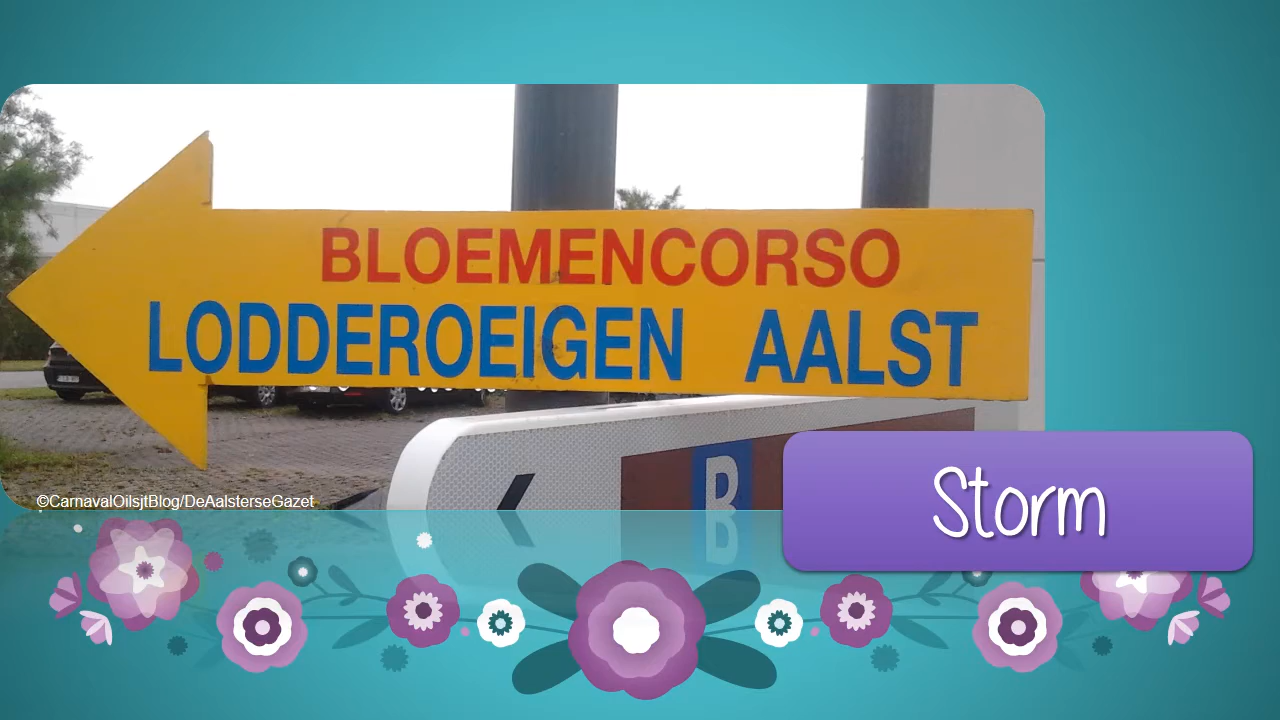 BLOEMENCORSO
LODDEROEIGEN AALST
B
©CarnavalOilsjtBlog/DeAalsterseGazet
Storm